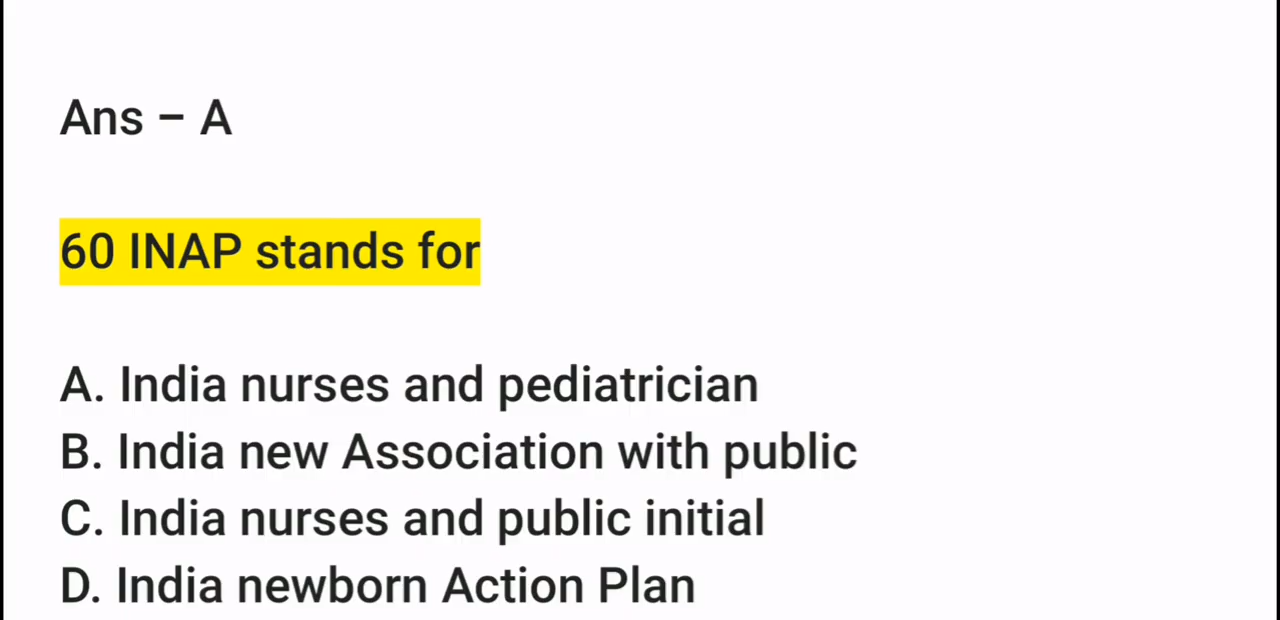 Ans – A
60 INAP stands for
A. India nurses and pediatrician
B. India new Association with public
C. India nurses and public initial
D. India newborn Action Plan